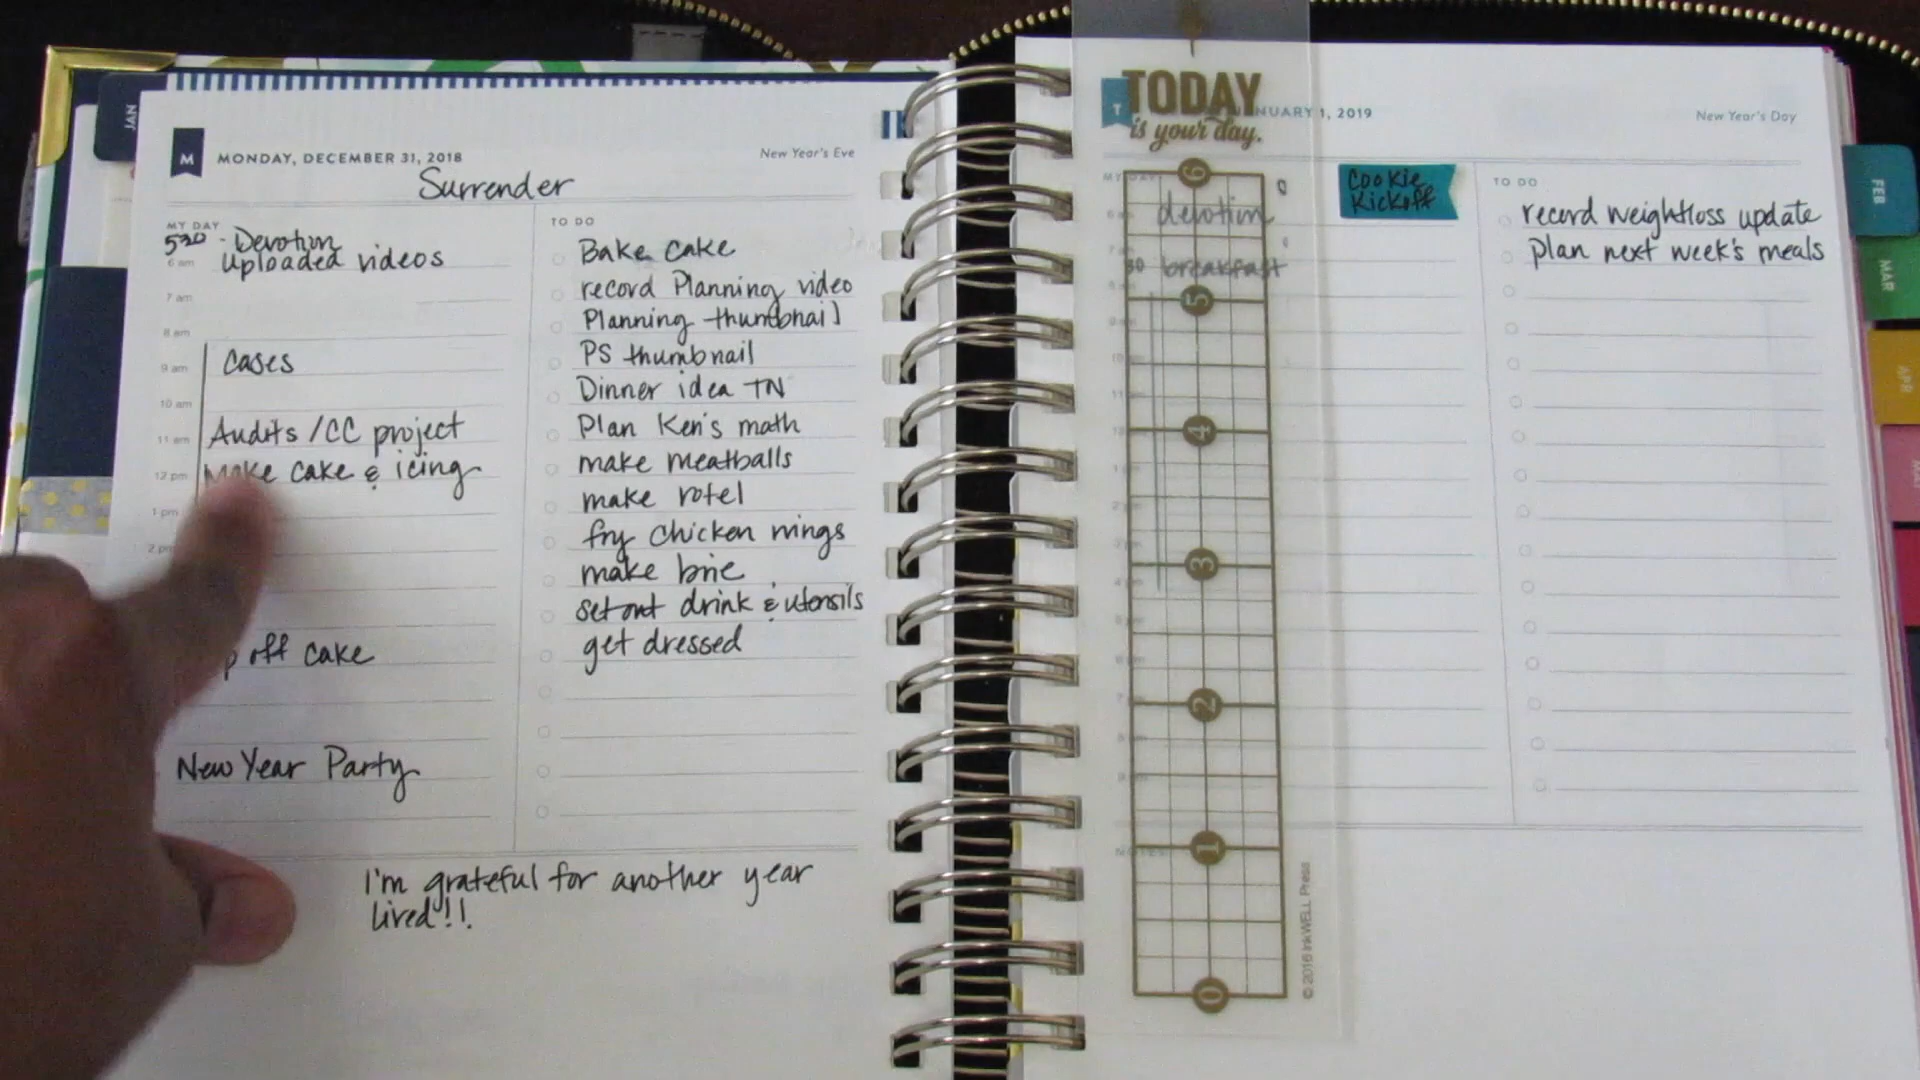 JAN
M
MONDAY, DECEMBER 31, 2018
New Year's Eve
Surrender
MY DAY
530 - Devotion
6 am uploaded videos
7 am
8 am
9 am cases
10 am
11 am Audits / CC project
12 pm Make cake & icing
1 pm
2 pm
off cake
New Year Party
TO DO
Bake cake
record Planning video
Planning thumbnail
PS thumbnail
Dinner idea TN
Plan Ken's math
make meatballs
make rotel
fry chicken wings
make brie
set out drink & utensils
get dressed
I'm grateful for another year
lived!!
TODAY
is your day.
T
NUARY 1, 2019
New Year's Day
MY DAY
devotion
30 breakfast
Cookie
Kickoff
TO DO
record weightloss update
plan next week's meals
6
5
4
3
2
1
0
NOTES
© 2016 InkWELL Press
FEB
MAR
APR